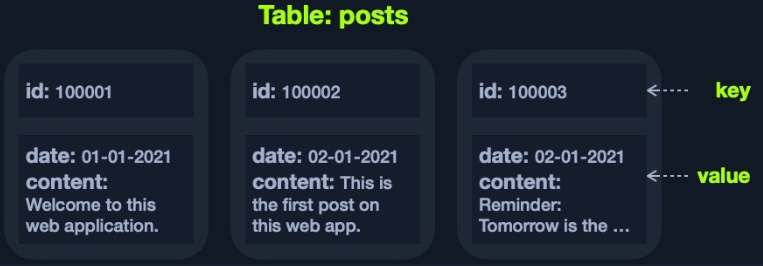 Table: posts
id: 100001
date: 01-01-2021
content:
Welcome to this
web application.
id: 100002
date: 02-01-2021
content: This is
the first post on
this web app.
id: 100003
date: 02-01-2021
content:
Reminder:
Tomorrow is the ...
key
value